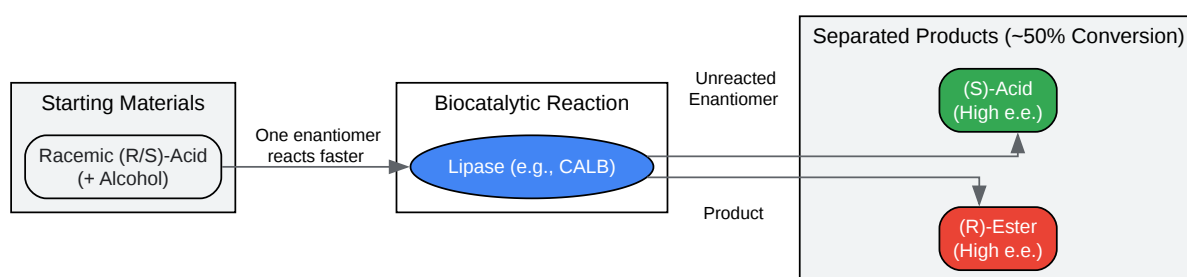 Starting Materials
Racemic (R/S)-Acid
(+ Alcohol)
One enantiomer
reacts faster
Biocatalytic Reaction
Lipase (e.g., CALB)
Unreacted
Enantiomer
Product
Separated Products (~50% Conversion)
(S)-Acid
(High e.e.)
(R)-Ester
(High e.e.)